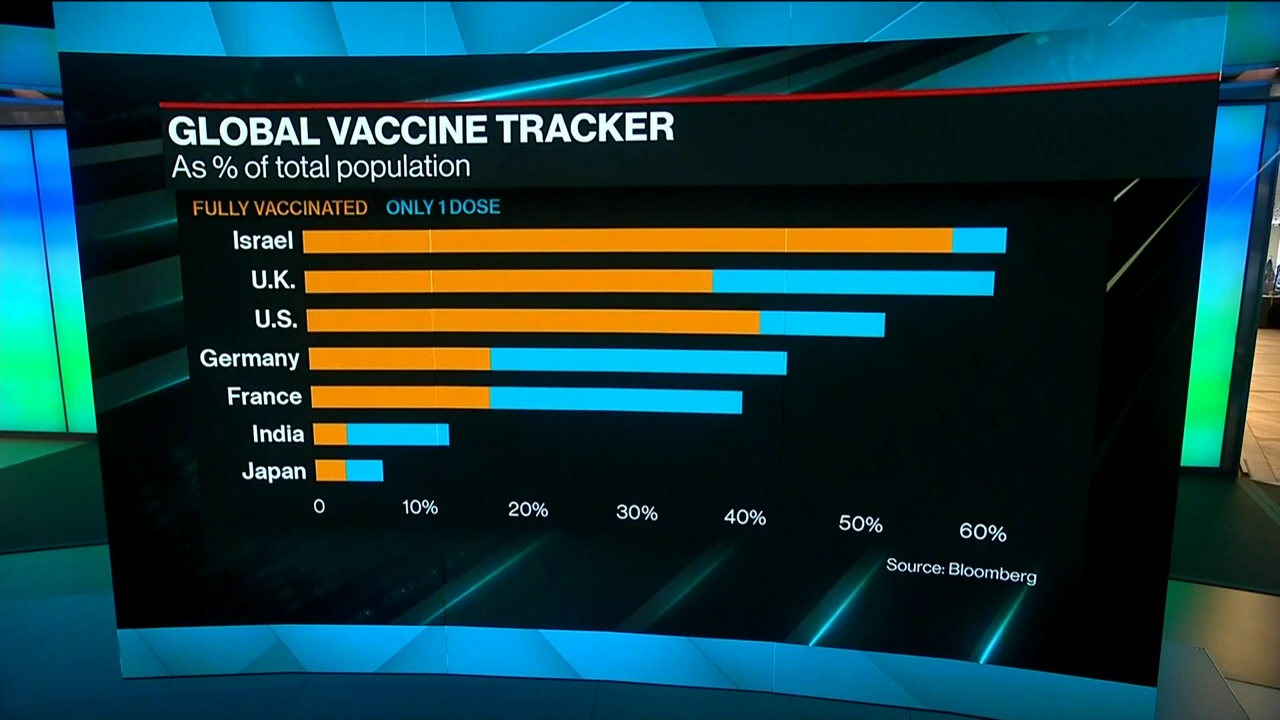 GLOBAL VACCINE TRACKER
As % of total population
FULLY VACCINATED ONLY 1 DOSE
Israel
U.K.
U.S.
Germany
France
India
Japan
0 10% 20% 30% 40% 50% 60%
Source: Bloomberg